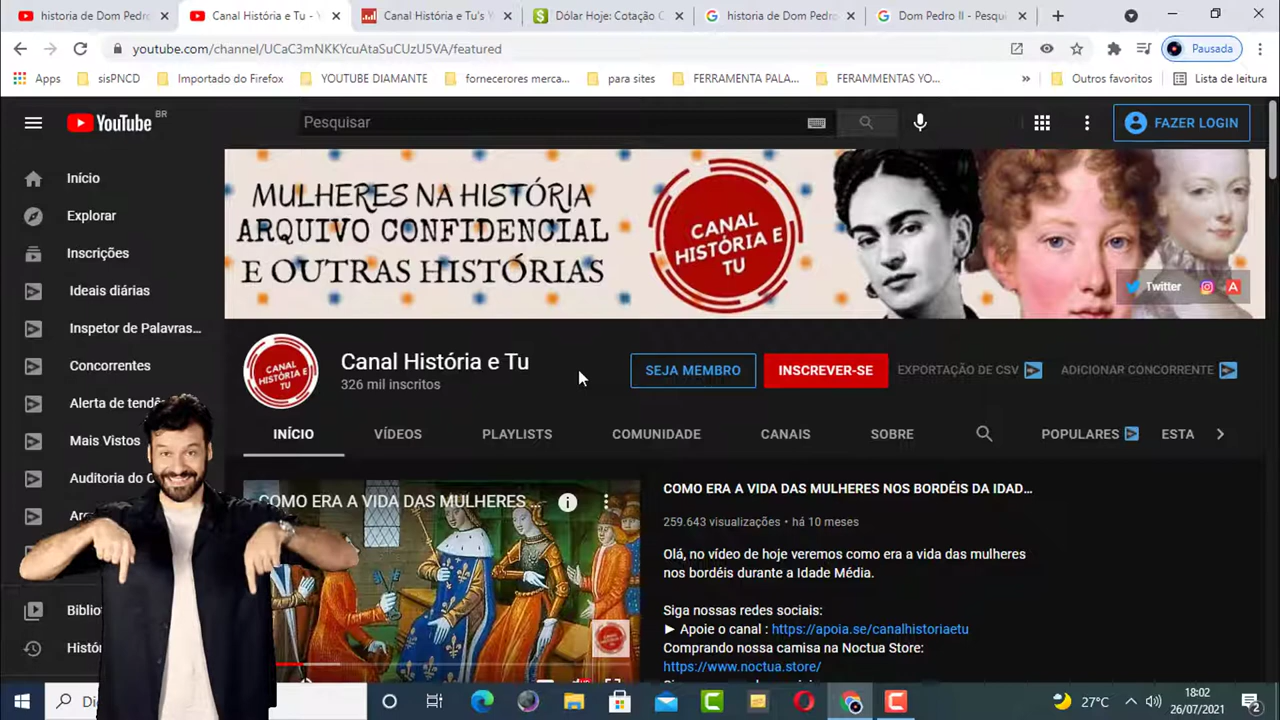 historia de Dom Pedro
Canal História e Tu - Y
Canal História e Tu's Y
Dólar Hoje: Cotação
historia de Dom Pedro
Dom Pedro II - Pesqui
youtube.com/channel/UCaC3mNKKYcuAtaSuCUzU5VA/featured
Pausada
Apps
sisPNCD
Importado do Firefox
YOUTUBE DIAMANTE
fornecerores merca...
para sites
FERRAMENTA PALA...
FERAMMENTAS YO...
»
Outros favoritos
Lista de leitura
YouTube BR
Pesquisar
FAZER LOGIN
Início
Explorar
Inscrições
Ideais diárias
Inspetor de Palavras...
Concorrentes
Alerta de tendê
Mais Vistos
Auditoria do C
Biblio
Histó
MULHERES NA HISTÓRIA
ARQUIVO CONFIDENCIAL
E OUTRAS HISTÓRIAS
CANAL
HISTÓRIA E
TU
Twitter
CANAL
HISTÓRIA E
TU
Canal História e Tu
326 mil inscritos
SEJA MEMBRO
INSCREVER-SE
EXPORTAÇÃO DE CSV
ADICIONAR CONCORRENTE
INÍCIO
VÍDEOS
PLAYLISTS
COMUNIDADE
CANAIS
SOBRE
POPULARES
ESTA
COMO ERA A VIDA DAS MULHERES ...
COMO ERA A VIDA DAS MULHERES NOS BORDÉIS DA IDAD...
259.643 visualizações • há 10 meses
Olá, no vídeo de hoje veremos como era a vida das mulheres
nos bordéis durante a Idade Média.
Siga nossas redes sociais:
► Apoie o canal : https://apoia.se/canalhistoriaetu
Comprando nossa camisa na Noctua Store:
https://www.noctua.store/
27°C
18:02
26/07/2021
2